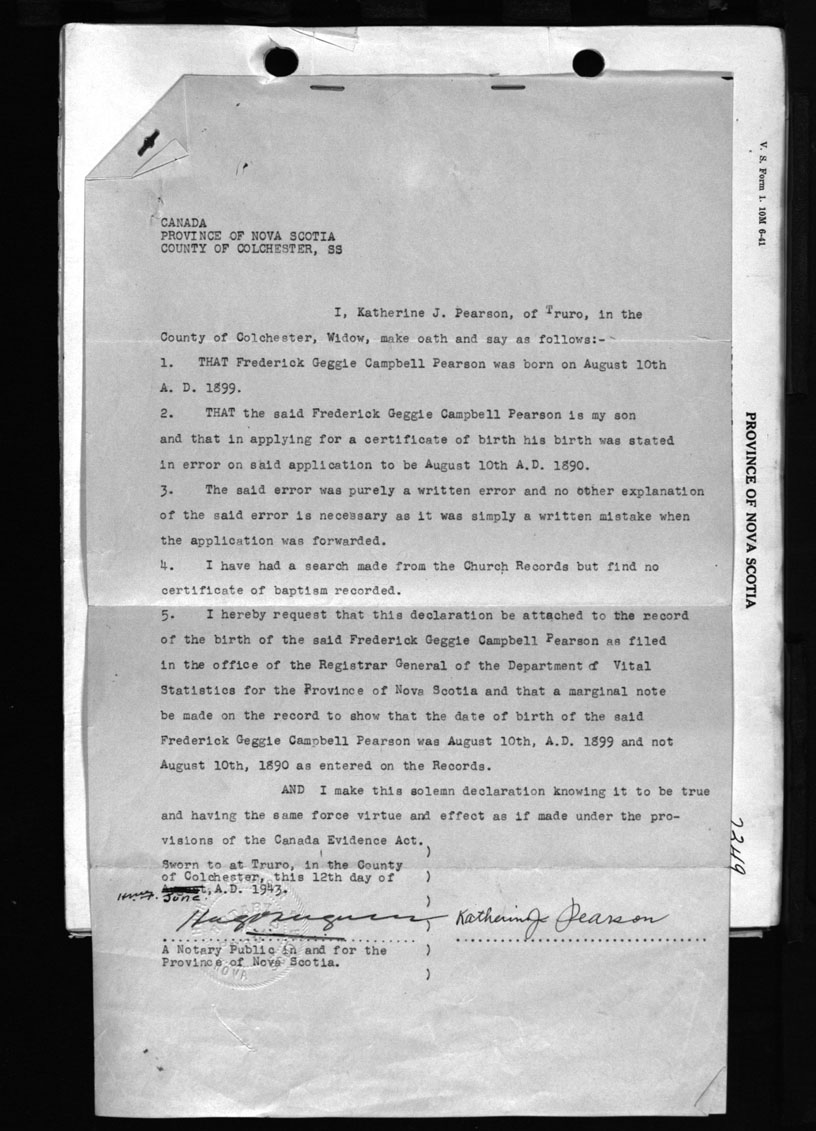 V. S. Form 1. 10M 6-41
PROVINCE OF NOVA SCOTIA
CANADA
PROVINCE OF NOVA SCOTIA
COUNTY OF COLCHESTER, SS
I, Katherine J. Pearson, of Truro, in the
County of Colchester, Widow, make oath and say as follows:-
1. THAT Frederick Geggie Campbell Pearson was born on August 10th
A. D. 1899.
2. THAT the said Frederick Geggie Campbell Pearson is my son
and that in applying for a certificate of birth his birth was stated
in error on said application to be August 10th A.D. 1890.
3. The said error was purely a written error and no other explanation
of the said error is necessary as it was simply a written mistake when
the application was forwarded.
4. I have had a search made from the Church Records but find no
certificate of baptism recorded.
5. I hereby request that this declaration be attached to the record
of the birth of the said Frederick Geggie Campbell Pearson as filed
in the office of the Registrar General of the Department of Vital
Statistics for the Province of Nova Scotia and that a marginal note
be made on the record to show that the date of birth of the said
Frederick Geggie Campbell Pearson was August 10th, A.D. 1899 and not
August 10th, 1890 as entered on the Records.
AND I make this solemn declaration knowing it to be true
and having the same force virtue and effect as if made under the pro-
visions of the Canada Evidence Act. )
Sworn to at Truro, in the County
of Colchester, this 12th day of )
August, A.D. 1943. )
June
Katherine J Pearson
A Notary Public in and for the )
Province of Nova Scotia.
)
NOVA
7249